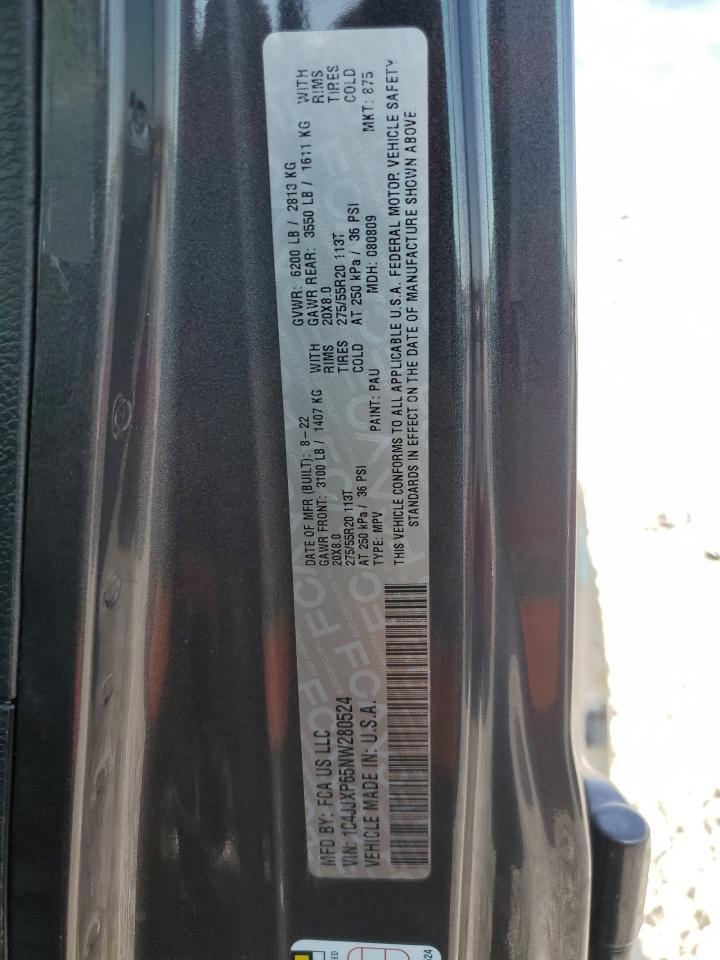 MFD BY: FCA US LLC
VIN: 1C4JJXP65NW280524
VEHICLE MADE IN: U.S.A.
DATE OF MFR (BUILT): 8-22
GAWR FRONT: 3100 LB / 1407 KG WITH
20X8.0 RIMS
275/55R20 113T TIRES
AT 250 kPa / 36 PSI COLD
TYPE: MPV PAINT: PAU
GVWR: 6200 LB / 2813 KG
GAWR REAR: 3550 LB / 1611 KG WITH
20X8.0 RIMS
275/55R20 113T TIRES
AT 250 kPa / 36 PSI COLD
MDH: 080809 MKT: 875
THIS VEHICLE CONFORMS TO ALL APPLICABLE U.S.A. FEDERAL MOTOR VEHICLE SAFETY
STANDARDS IN EFFECT ON THE DATE OF MANUFACTURE SHOWN ABOVE